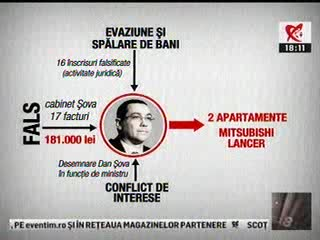 EVAZIUNE ȘI
SPĂLARE DE BANI
18:11
16 înscrisuri falsificate
(activitate juridică)
FALS
cabinet Șova
17 facturi
181.000 lei
2 APARTAMENTE
MITSUBISHI
LANCER
Desemnare Dan Șova
în funcție de ministru
CONFLICT DE
INTERESE
. PE eventim.ro ȘI ÎN REȚEAUA MAGAZINELOR PARTENERE
SCOȚ